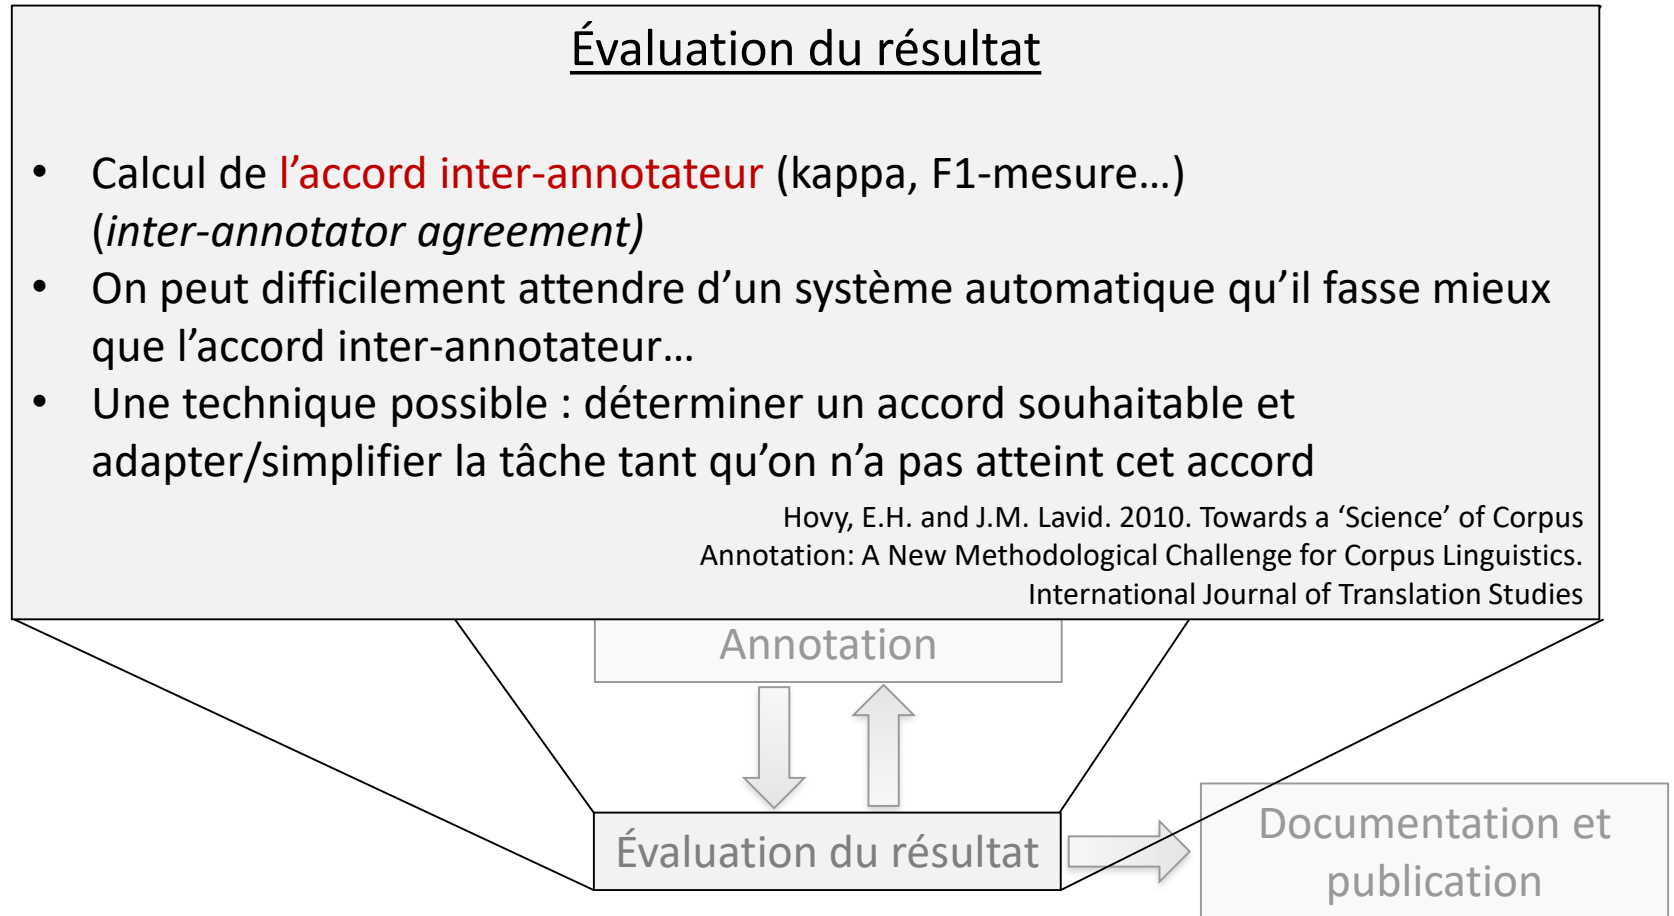 Évaluation du résultat
• Calcul de l’accord inter-annotateur (kappa, F1-mesure…)
(inter-annotator agreement)
• On peut difficilement attendre d’un système automatique qu’il fasse mieux
que l’accord inter-annotateur…
• Une technique possible : déterminer un accord souhaitable et
adapter/simplifier la tâche tant qu’on n’a pas atteint cet accord
Hovy, E.H. and J.M. Lavid. 2010. Towards a ‘Science’ of Corpus
Annotation: A New Methodological Challenge for Corpus Linguistics.
International Journal of Translation Studies
Annotation
Évaluation du résultat
Documentation et
publication